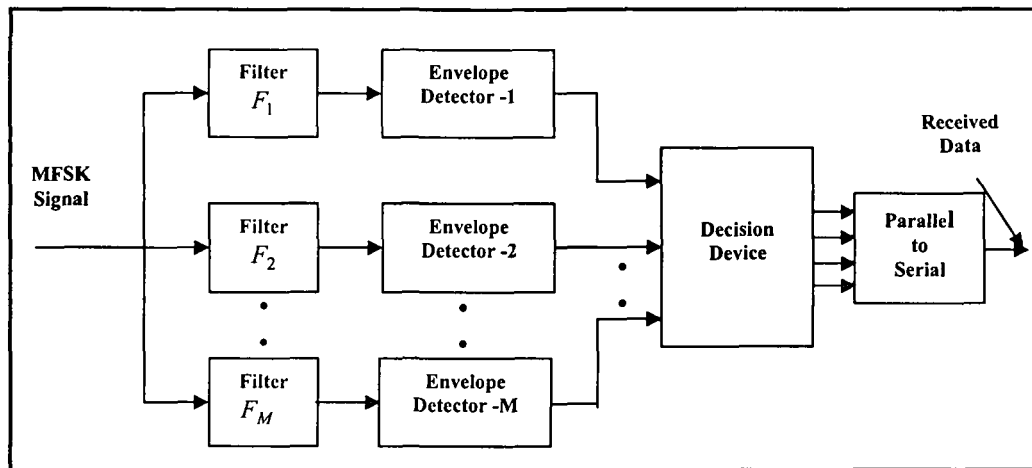 MFSK
Signal
Filter
F₁
Envelope
Detector -1
Filter
F₂
Envelope
Detector -2
Filter
F_M
Envelope
Detector -M
Decision
Device
Parallel
to
Serial
Received
Data